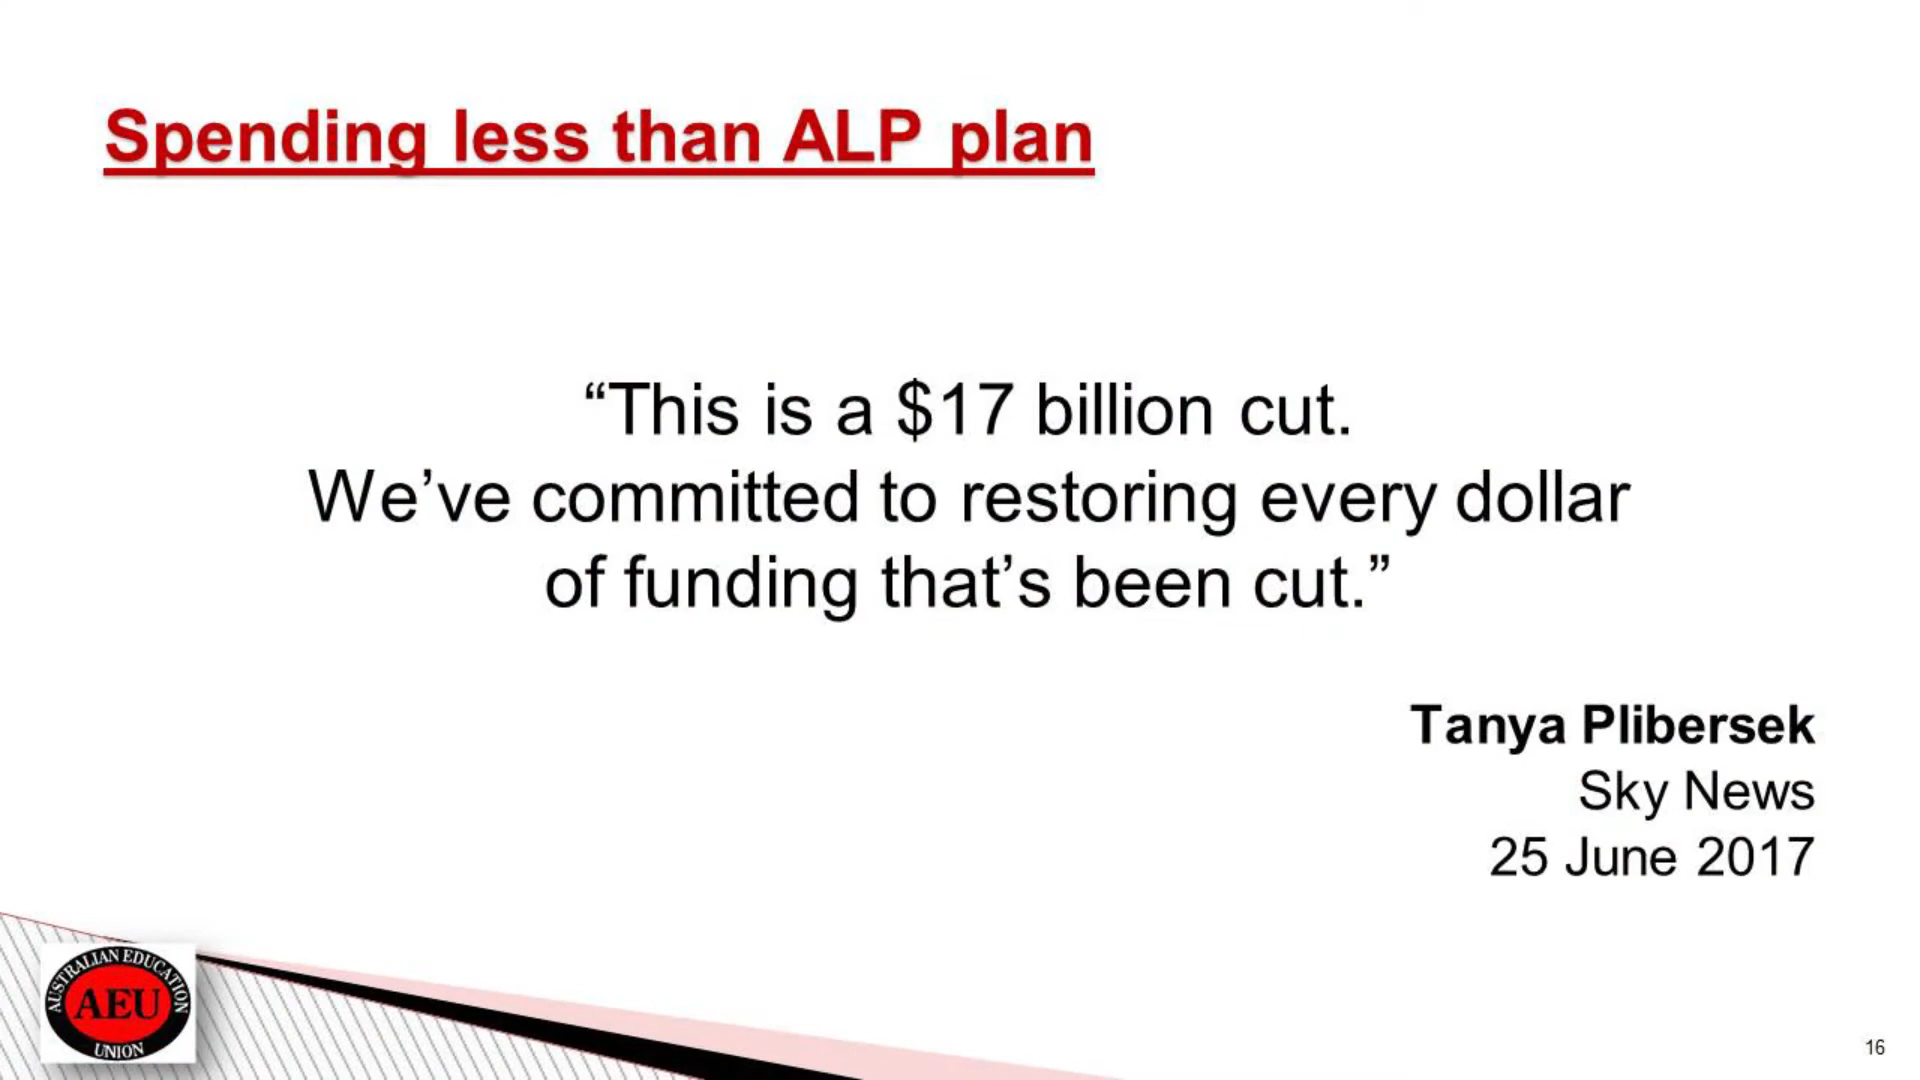 Spending less than ALP plan
“This is a $17 billion cut.
We’ve committed to restoring every dollar
of funding that’s been cut.”
Tanya Plibersek
Sky News
25 June 2017
AUSTRALIAN EDUCATION
AEU
UNION
16